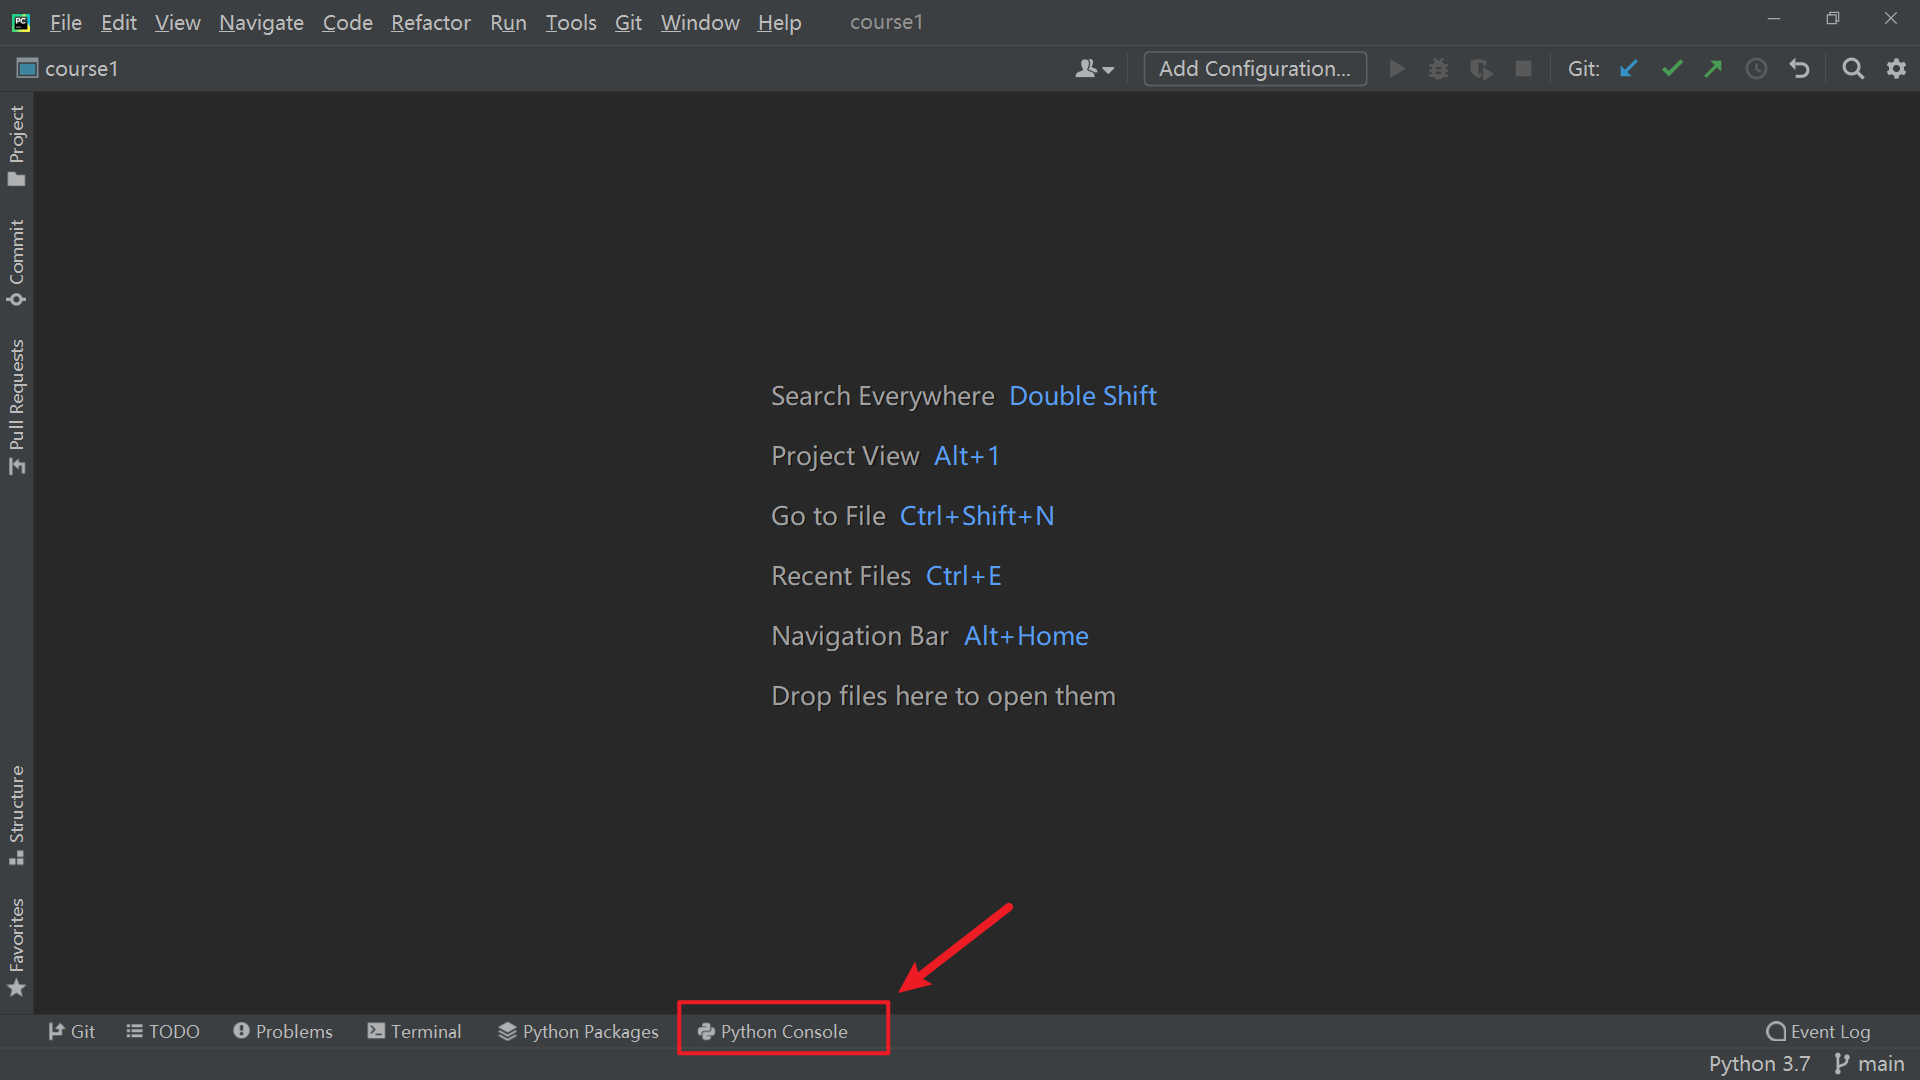 File Edit View Navigate Code Refactor Run Tools Git Window Help course1
course1 Add Configuration... Git:
Project
Commit
Pull Requests
Search Everywhere Double Shift
Project View Alt+1
Go to File Ctrl+Shift+N
Recent Files Ctrl+E
Navigation Bar Alt+Home
Drop files here to open them
Structure
Favorites
Git TODO Problems Terminal Python Packages Python Console Event Log
Python 3.7 main